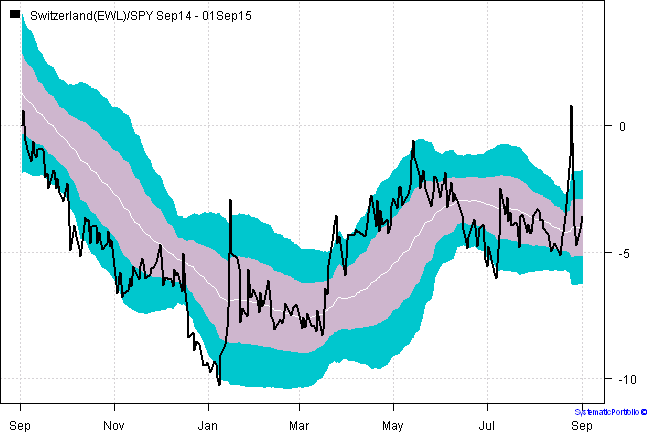 Switzerland(EWL)/SPY Sep14 - 01Sep15
0
-5
-10
Sep Nov Jan Mar May Jul Sep
SystematicPortfolio ©